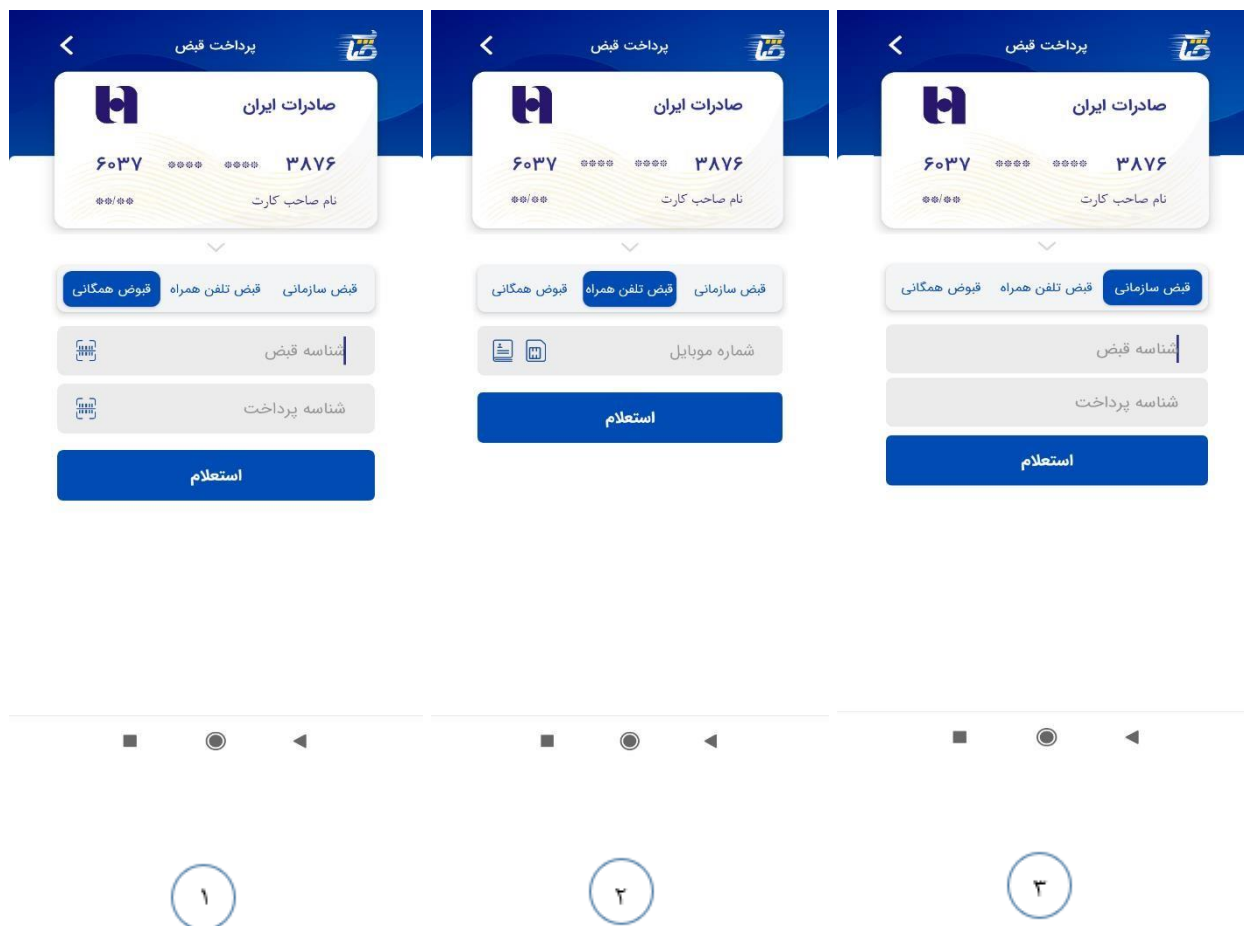 پرداخت قبض
صادرات ایران
۶۰۳۷ **** **** ۳۸۷۶
نام صاحب کارت **/**
قبض سازمانی قبض تلفن همراه قبوض همگانی
شناسه قبض
شناسه پرداخت
استعلام
۱
پرداخت قبض
صادرات ایران
۶۰۳۷ **** **** ۳۸۷۶
نام صاحب کارت **/**
قبض سازمانی قبض تلفن همراه قبوض همگانی
شماره موبایل
استعلام
۲
پرداخت قبض
صادرات ایران
۶۰۳۷ **** **** ۳۸۷۶
نام صاحب کارت **/**
قبض سازمانی قبض تلفن همراه قبوض همگانی
شناسه قبض
شناسه پرداخت
استعلام
۳